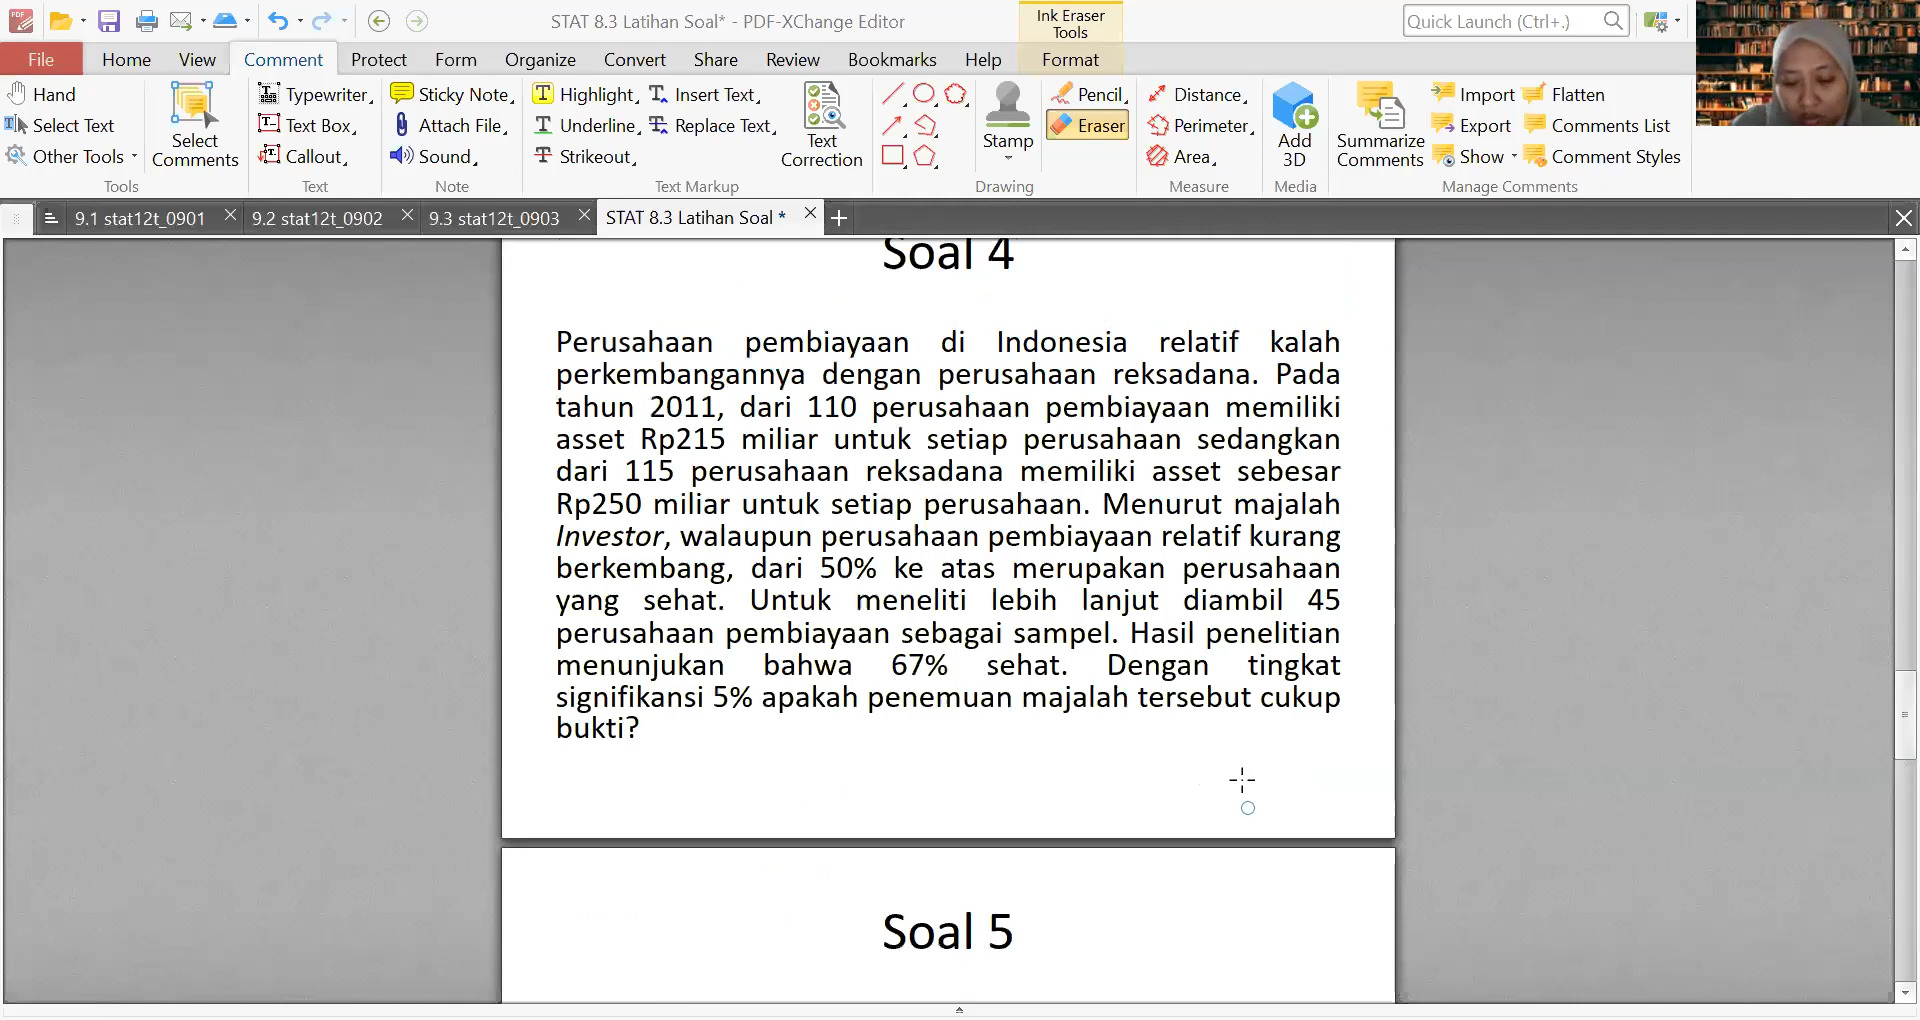 STAT 8.3 Latihan Soal* - PDF-XChange Editor
Ink Eraser Tools
Quick Launch (Ctrl+.)
File Home View Comment Protect Form Organize Convert Share Review Bookmarks Help Format
Hand
Select Text
Other Tools
Select Comments
Tools
Typewriter
Text Box
Callout
Text
Sticky Note
Attach File
Sound
Note
Highlight
Underline
Strikeout
Insert Text
Replace Text
Text Correction
Text Markup
Stamp
Pencil
Eraser
Drawing
Distance
Perimeter
Area
Measure
Add 3D
Media
Summarize Comments
Import
Export
Show
Flatten
Comments List
Comment Styles
Manage Comments
9.1 stat12t_0901
9.2 stat12t_0902
9.3 stat12t_0903
STAT 8.3 Latihan Soal *
Soal 4
Perusahaan pembiayaan di Indonesia relatif kalah
perkembangannya dengan perusahaan reksadana. Pada
tahun 2011, dari 110 perusahaan pembiayaan memiliki
asset Rp215 miliar untuk setiap perusahaan sedangkan
dari 115 perusahaan reksadana memiliki asset sebesar
Rp250 miliar untuk setiap perusahaan. Menurut majalah
Investor, walaupun perusahaan pembiayaan relatif kurang
berkembang, dari 50% ke atas merupakan perusahaan
yang sehat. Untuk meneliti lebih lanjut diambil 45
perusahaan pembiayaan sebagai sampel. Hasil penelitian
menunjukan bahwa 67% sehat. Dengan tingkat
signifikansi 5% apakah penemuan majalah tersebut cukup
bukti?
Soal 5